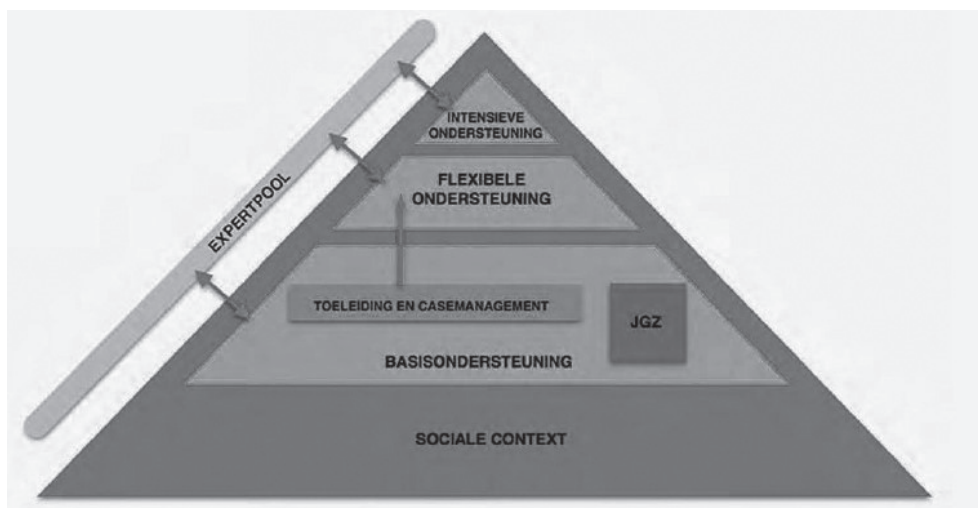 INTENSIEVE
ONDERSTEUNING
FLEXIBELE
ONDERSTEUNING
EXPERTPOOL
TOELEIDING EN CASEMANAGEMENT
JGZ
BASISONDERSTEUNING
SOCIALE CONTEXT